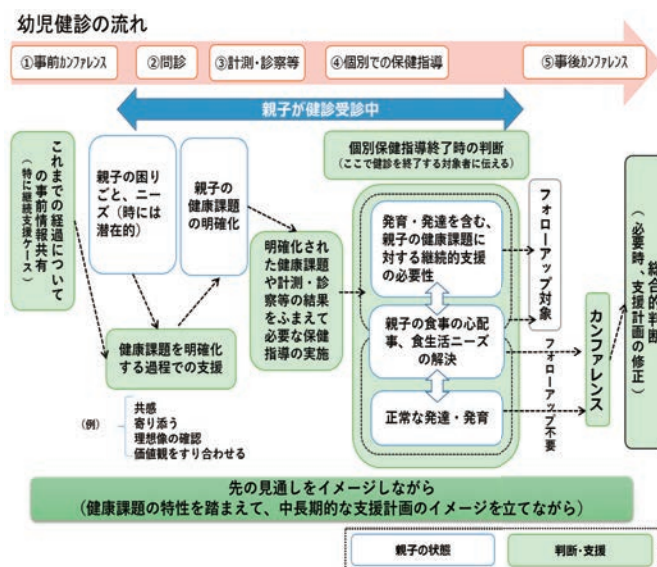 幼児健診の流れ
①事前カンファレンス
②問診
③計測・診察等
④個別での保健指導
⑤事後カンファレンス
親子が健診受診中
これまでの経過について
の事前情報共有
(特に継続支援ケース)
親子の困り
ごと、ニー
ズ(時には
潜在的)
親子の
健康課題
の明確化
健康課題を明確化
する過程での支援
(例)
共感
寄り添う
理想像の確認
価値観をすり合わせる
明確化され
た健康課題
や計測・診
察等の結果
をふまえて
必要な保健
指導の実施
個別保健指導終了時の判断
(ここで健診を終了する対象者に伝える)
発育・発達を含む、
親子の健康課題に
対する継続的支援
の必要性
親子の食事の心配
事、食生活ニーズ
の解決
正常な発達・発育
フォローアップ対象
フォローアップ不要
カンファレンス
総合的判断
(必要時、支援計画の修正)
先の見通しをイメージしながら
(健康課題の特性を踏まえて、中長期的な支援計画のイメージを立てながら)
親子の状態
判断・支援